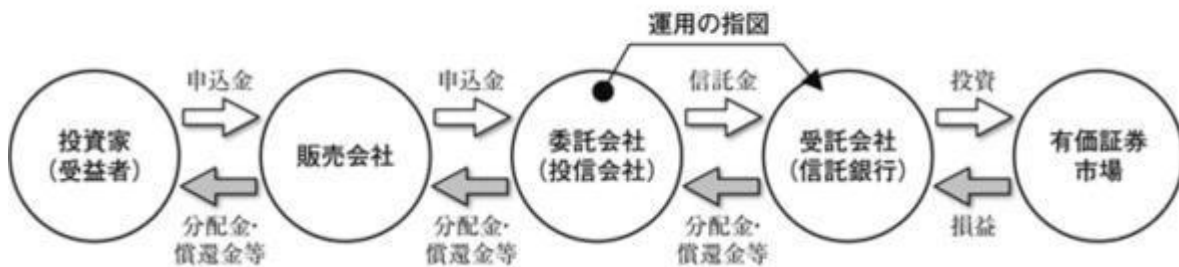 運用の指図
申込金
申込金
信託金
投資
投資家
（受益者）
販売会社
委託会社
（投信会社）
受託会社
（信託銀行）
有価証券
市場
分配金・
償還金等
分配金・
償還金等
分配金・
償還金等
損益